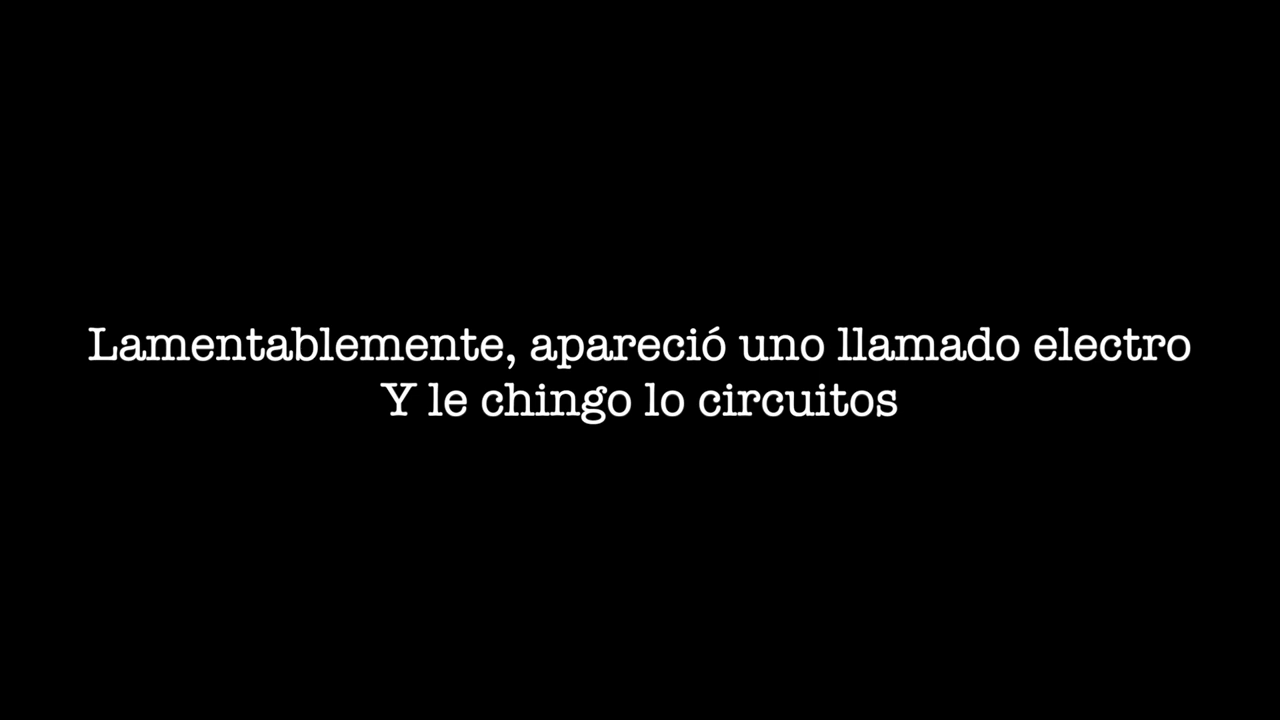 Lamentablemente, apareció uno llamado electro
Y le chingo lo circuitos